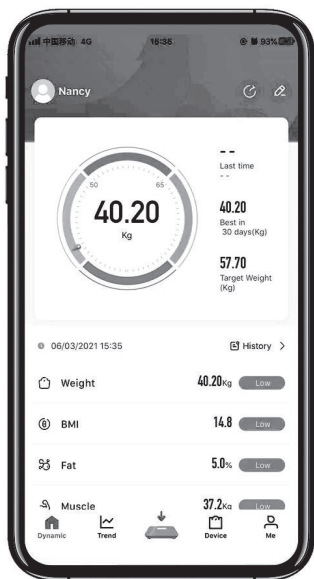 中国移动 4G 15:35 93%
Nancy
--
Last time
--
50 65
40.20
Kg
40.20
Best in
30 days(Kg)
57.70
Target Weight
(Kg)
06/03/2021 15:35 History >
Weight 40.20Kg Low
BMI 14.8 Low
Fat 5.0% Low
Muscle 37.2Kg Low
Dynamic Trend Device Me